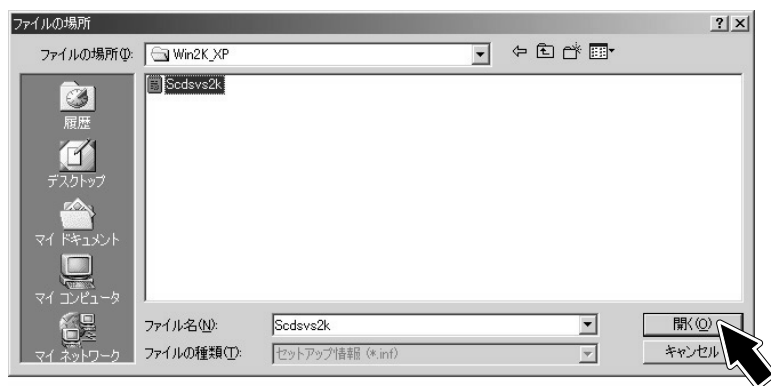 ファイルの場所
ファイルの場所(I):
Win2K_XP
Scdsvs2k
履歴
デスクトップ
マイ ドキュメント
マイ コンピュータ
マイ ネットワーク
ファイル名(N):
Scdsvs2k
開く(O)
ファイルの種類(T):
セットアップ情報 (*.inf)
キャンセル